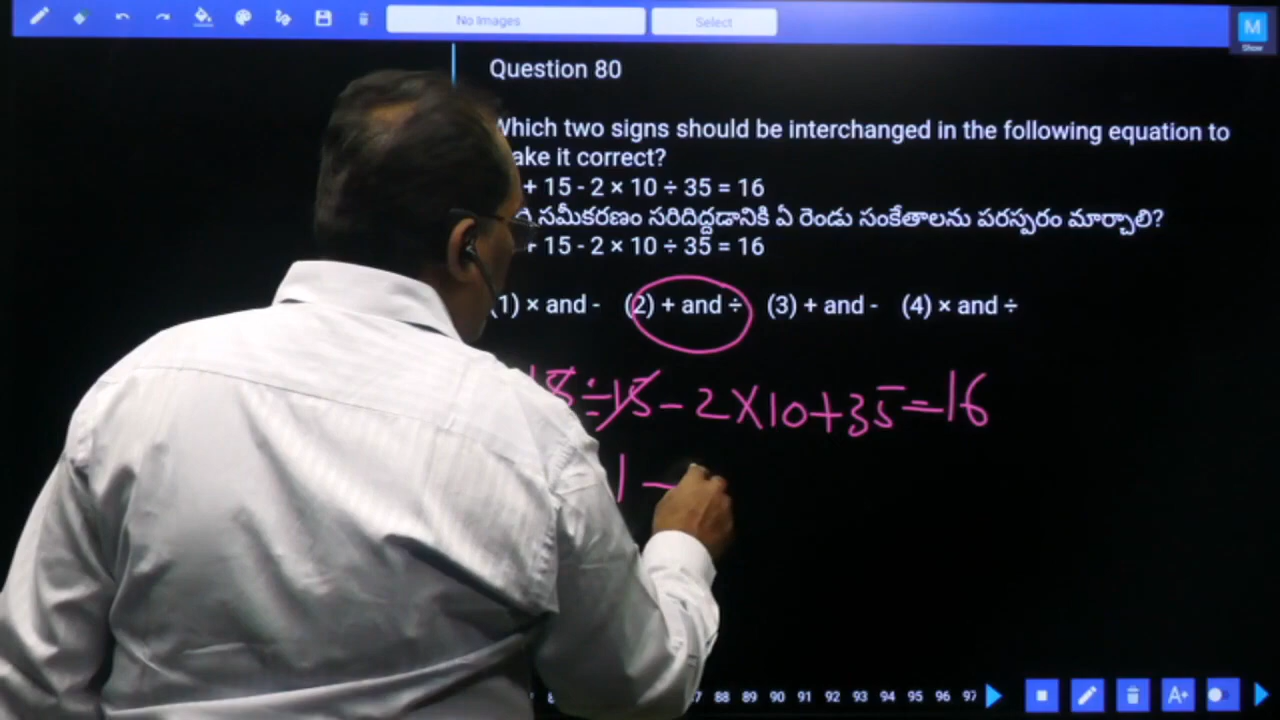 No Images Select
M
Show
Question 80
Which two signs should be interchanged in the following equation to
ake it correct?
+ 15 - 2 × 10 ÷ 35 = 16
సమీకరణం సరిదిద్దడానికి ఏ రెండు సంకేతాలను పరస్పరం మార్చాలి?
+ 15 - 2 × 10 ÷ 35 = 16
(1) × and - (2) + and ÷ (3) + and - (4) × and ÷
÷ 15 - 2 × 10 + 35 = 16
1 -
88 89 90 91 92 93 94 95 96 97
A+